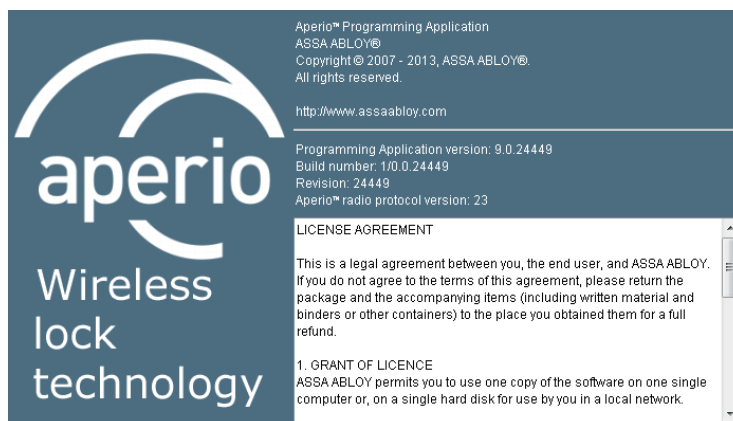 aperio
Wireless
lock
technology
Aperio™ Programming Application
ASSA ABLOY®
Copyright © 2007 - 2013, ASSA ABLOY®.
All rights reserved.
http://www.assaabloy.com
Programming Application version: 9.0.24449
Build number: 1/0.0.24449
Revision: 24449
Aperio™ radio protocol version: 23
LICENSE AGREEMENT
This is a legal agreement between you, the end user, and ASSA ABLOY.
If you do not agree to the terms of this agreement, please return the
package and the accompanying items (including written material and
binders or other containers) to the place you obtained them for a full
refund.
1. GRANT OF LICENCE
ASSA ABLOY permits you to use one copy of the software on one single
computer or, on a single hard disk for use by you in a local network.